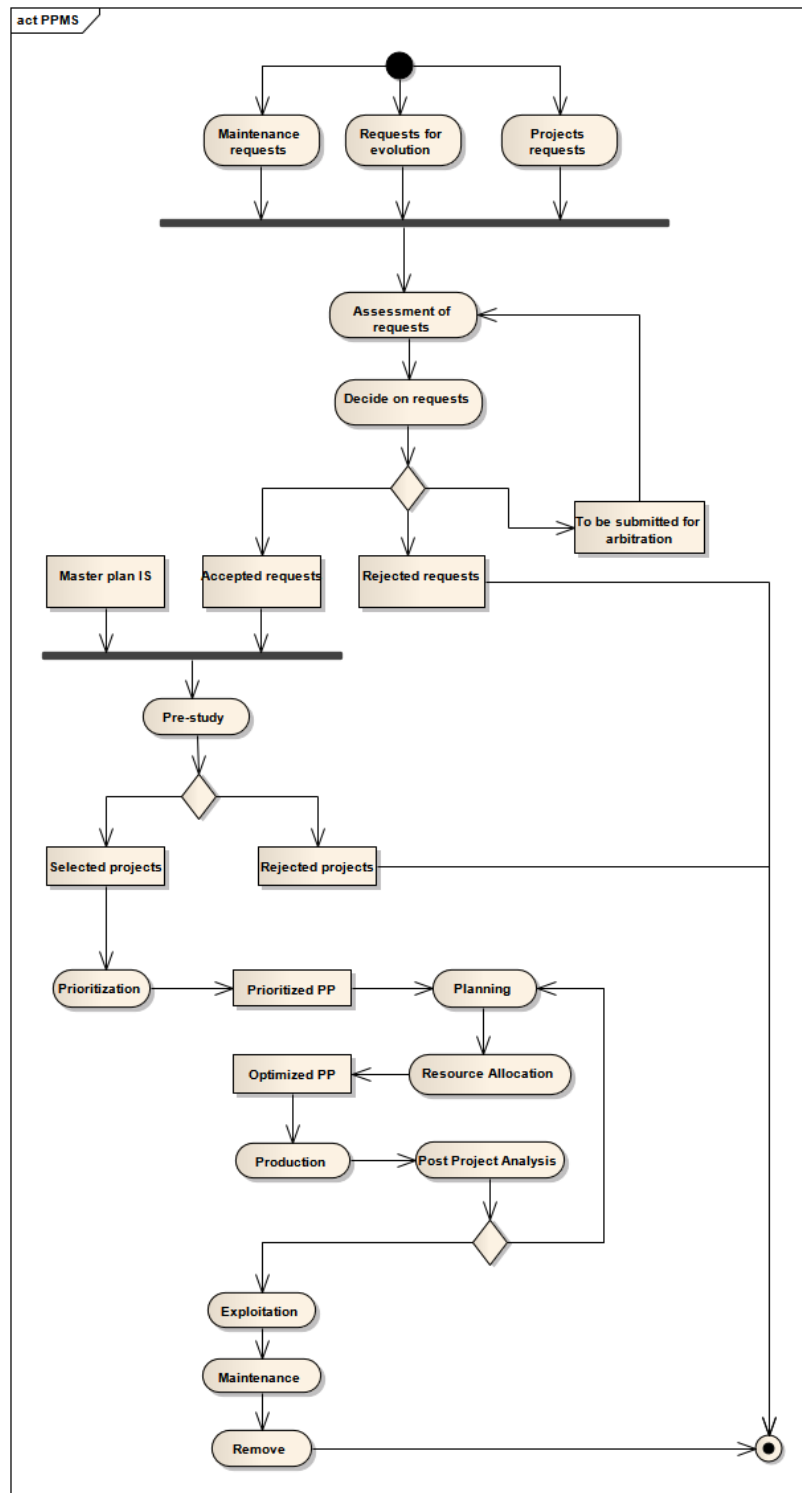 act PPMS
Maintenance
requests
Requests for
evolution
Projects
requests
Assessment of
requests
Decide on requests
To be submitted for
arbitration
Master plan IS
Accepted requests
Rejected requests
Pre-study
Selected projects
Rejected projects
Prioritization
Prioritized PP
Planning
Optimized PP
Resource Allocation
Production
Post Project Analysis
Exploitation
Maintenance
Remove